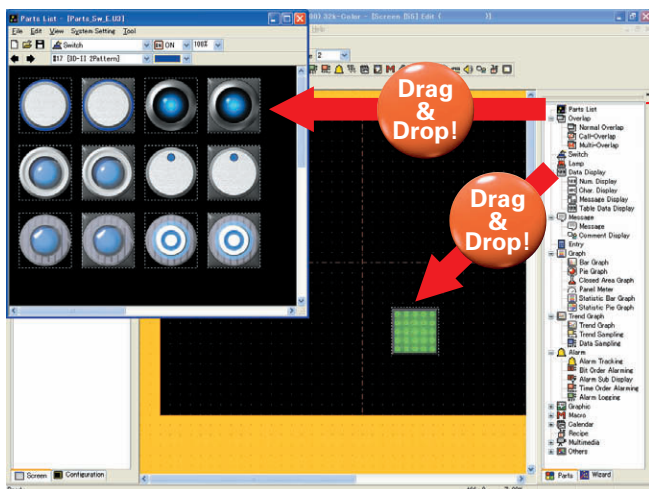 Parts List - [Parts_Sw_E.U3]
File Edit View System Setting Tool
Switch ON 100%
#17 [3D-II 2Pattern]
32k-Color - [Screen [55] Edit (
Help
2
Drag
&
Drop!
Drag
&
Drop!
Parts List
Overlap
Normal Overlap
Call-Overlap
Multi-Overlap
Switch
Lamp
Data Display
Num. Display
Char. Display
Message Display
Table Data Display
Message
Message
Comment Display
Entry
Graph
Bar Graph
Pie Graph
Closed Area Graph
Panel Meter
Statistic Bar Graph
Statistic Pie Graph
Trend Graph
Trend Graph
Trend Sampling
Data Sampling
Alarm
Alarm Tracking
Bit Order Alarming
Alarm Sub Display
Time Order Alarming
Alarm Logging
Graphic
Macro
Calendar
Recipe
Multimedia
Others
Screen Configuration
Parts Wizard